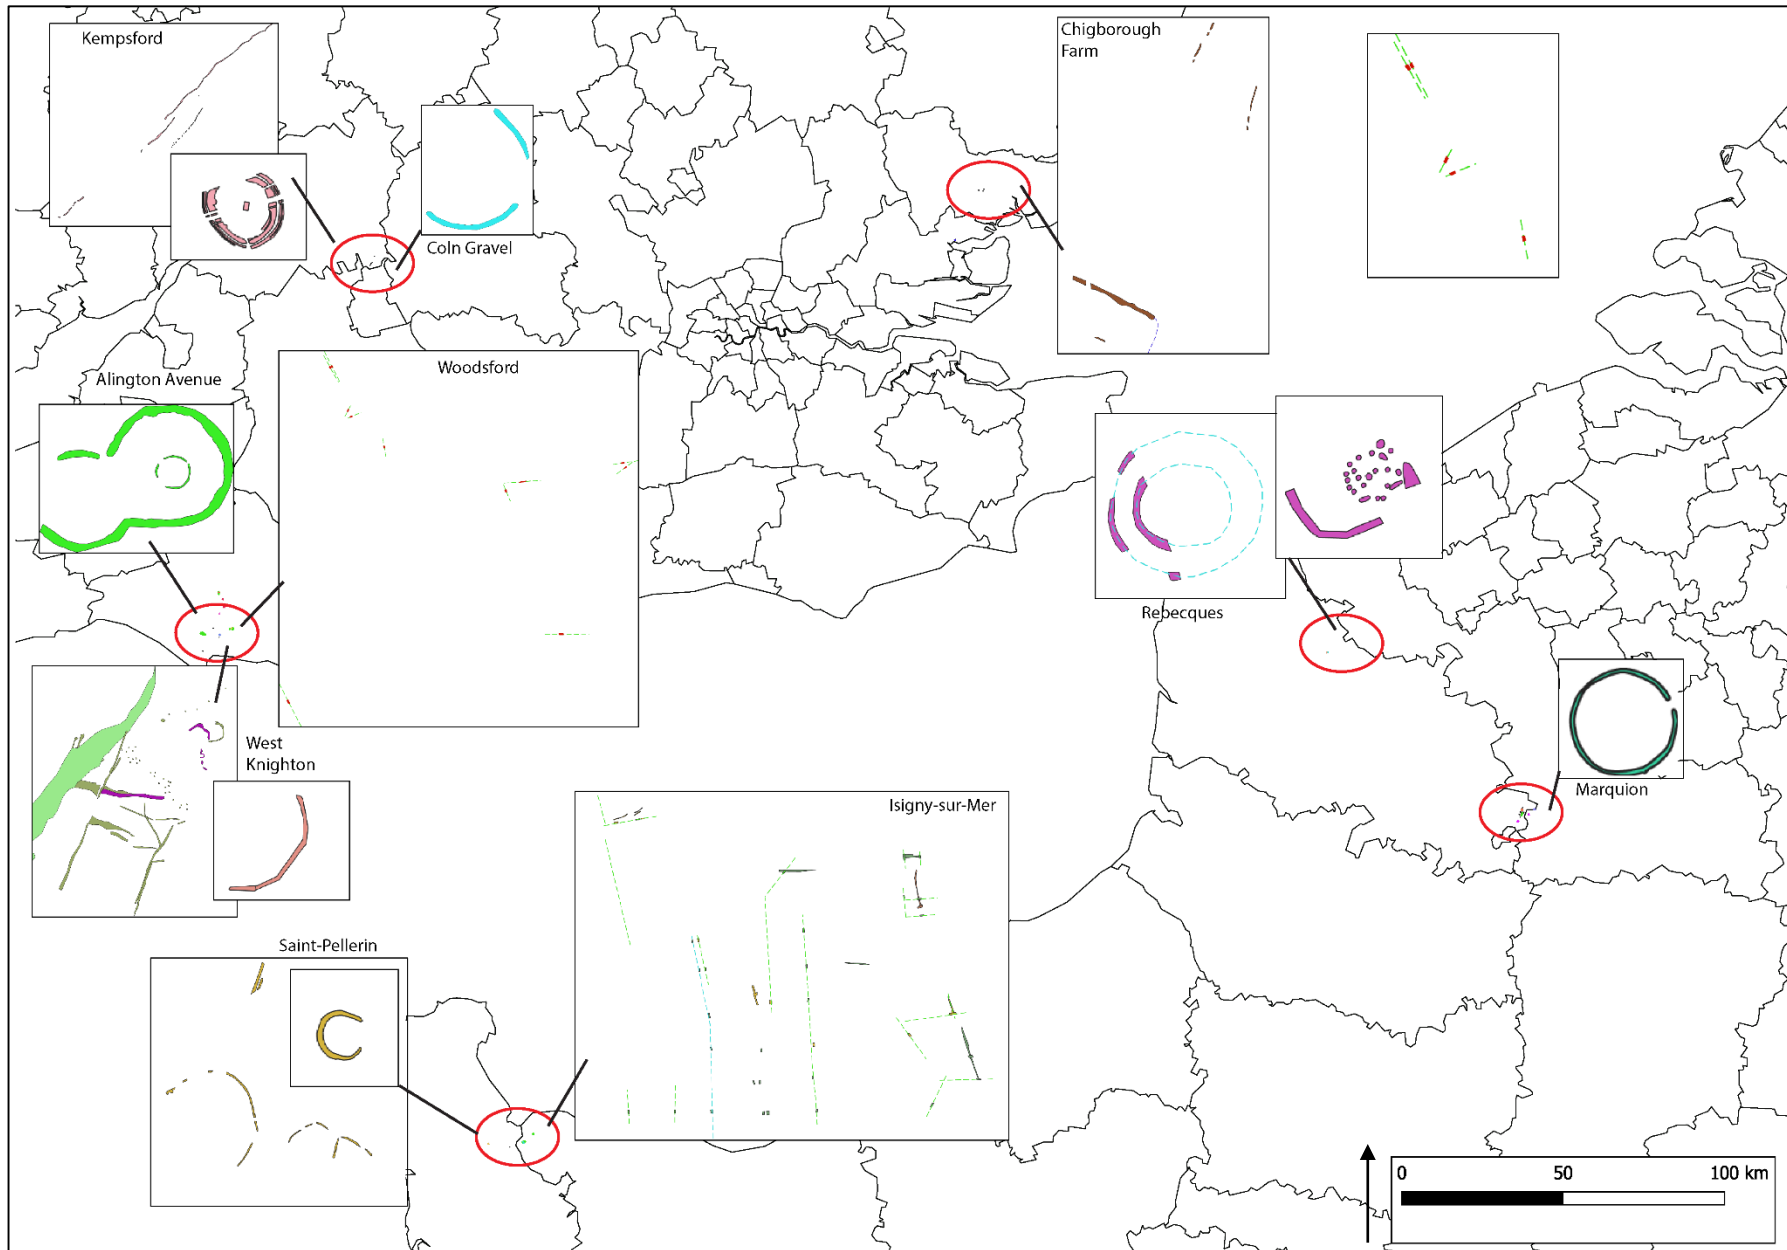 Kempsford
Chigborough
Farm
Coln Gravel
Woodsford
Alington Avenue
Rebecques
West
Knighton
Marquion
Isigny-sur-Mer
Saint-Pellerin
0 50 100 km